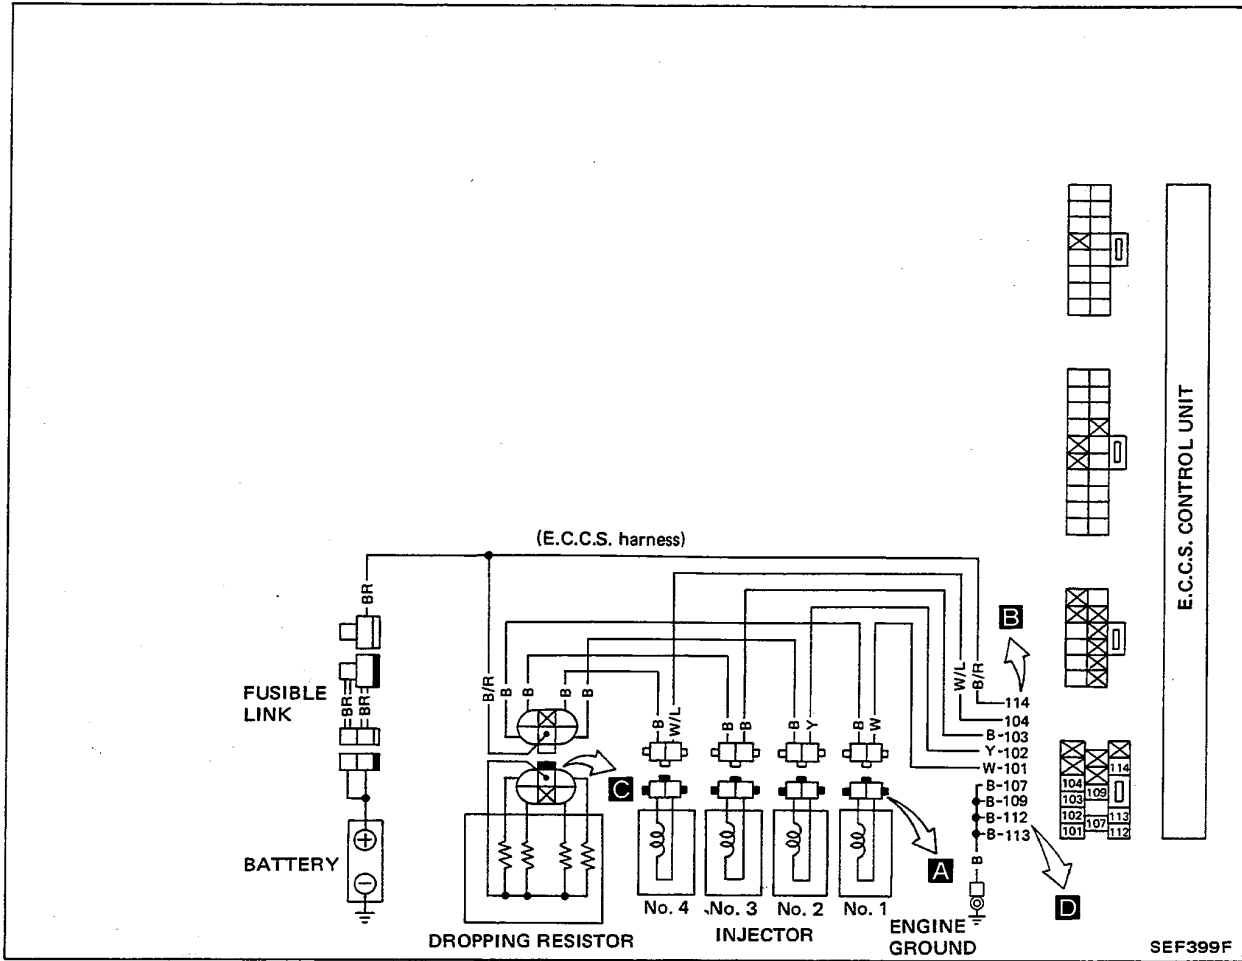 (E.C.C.S. harness)
E.C.C.S. CONTROL UNIT
BR
FUSIBLE
LINK
BR
BR
BATTERY
B/R
B
B
B
B
B
W/L
B
B
B
Y
B
W
W/L
B/R
B
114
104
B-103
Y-102
W-101
B-107
B-109
B-112
B-113
B
C
A
D
114
104
109
103
102
107
113
101
112
No. 4
No. 3
No. 2
No. 1
DROPPING RESISTOR
INJECTOR
ENGINE
GROUND
SEF399F